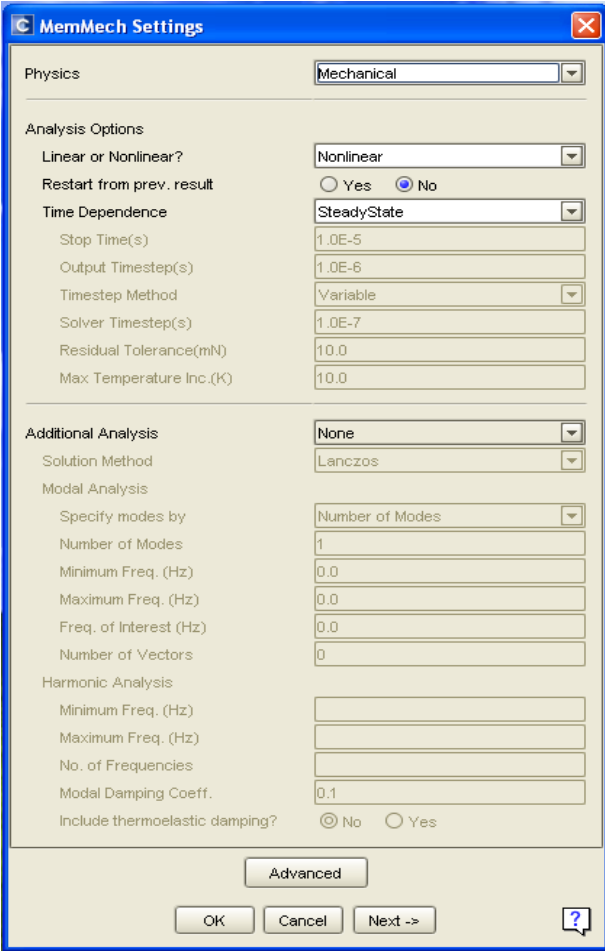 C MemMech Settings
Physics Mechanical
Analysis Options
Linear or Nonlinear? Nonlinear
Restart from prev. result Yes No
Time Dependence SteadyState
Stop Time(s) 1.0E-5
Output Timestep(s) 1.0E-6
Timestep Method Variable
Solver Timestep(s) 1.0E-7
Residual Tolerance(mN) 10.0
Max Temperature Inc.(K) 10.0
Additional Analysis None
Solution Method Lanczos
Modal Analysis
Specify modes by Number of Modes
Number of Modes 1
Minimum Freq. (Hz) 0.0
Maximum Freq. (Hz) 0.0
Freq. of Interest (Hz) 0.0
Number of Vectors 0
Harmonic Analysis
Minimum Freq. (Hz)
Maximum Freq. (Hz)
No. of Frequencies
Modal Damping Coeff. 0.1
Include thermoelastic damping? No Yes
Advanced
OK Cancel Next -> ?